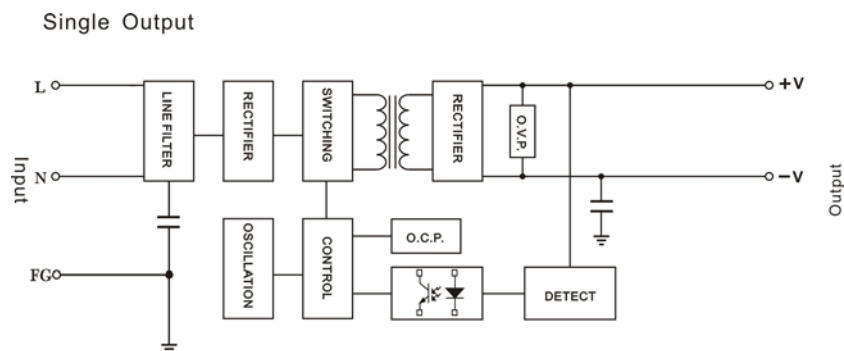 Single Output
L
N
FG
Input
LINE FILTER
RECTIFIER
SWITCHING
RECTIFIER
O.V.P.
+V
-V
Output
OSCILLATION
CONTROL
O.C.P.
DETECT